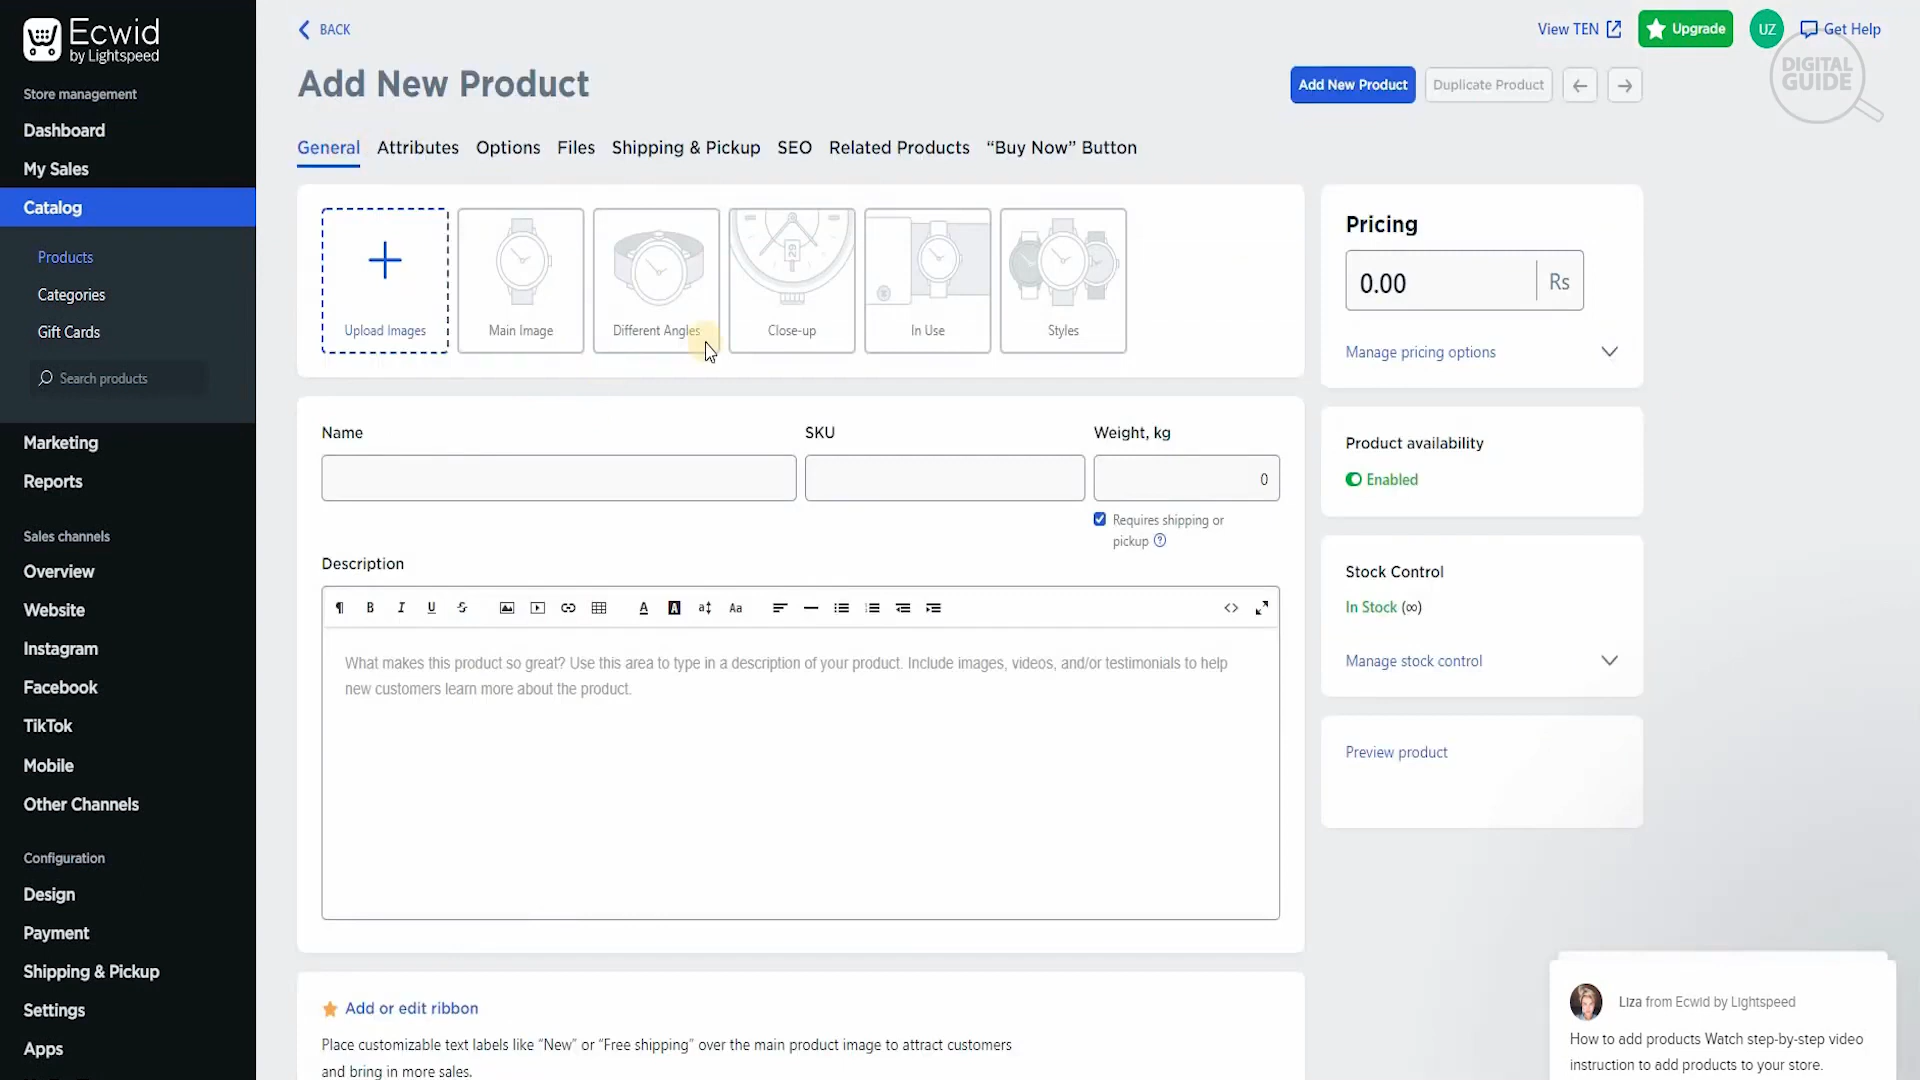 Ecwid
by Lightspeed
Store management
Dashboard
My Sales
Catalog
Products
Categories
Gift Cards
Search products
Marketing
Reports
Sales channels
Overview
Website
Instagram
Facebook
TikTok
Mobile
Other Channels
Configuration
Design
Payment
Shipping & Pickup
Settings
Apps
BACK
View TEN
Upgrade
UZ
Get Help
DIGITAL
GUIDE
Add New Product
Add New Product
Duplicate Product
General
Attributes
Options
Files
Shipping & Pickup
SEO
Related Products
“Buy Now” Button
Upload Images
Main Image
Different Angles
29
Close-up
In Use
Styles
Name
SKU
Weight, kg
0
Requires shipping or
pickup
Description
What makes this product so great? Use this area to type in a description of your product. Include images, videos, and/or testimonials to help
new customers learn more about the product.
Add or edit ribbon
Place customizable text labels like “New” or “Free shipping” over the main product image to attract customers
and bring in more sales.
Pricing
0.00
Rs
Manage pricing options
Product availability
Enabled
Stock Control
In Stock (∞)
Manage stock control
Preview product
Liza from Ecwid by Lightspeed
How to add products Watch step-by-step video
instruction to add products to your store.